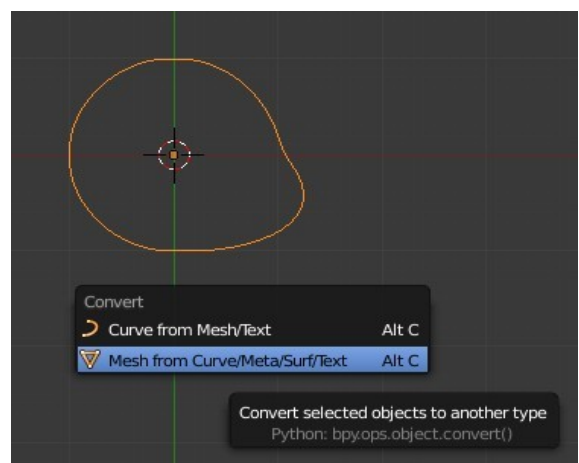 Convert
Curve from Mesh/Text Alt C
Mesh from Curve/Meta/Surf/Text Alt C
Convert selected objects to another type
Python: bpy.ops.object.convert()